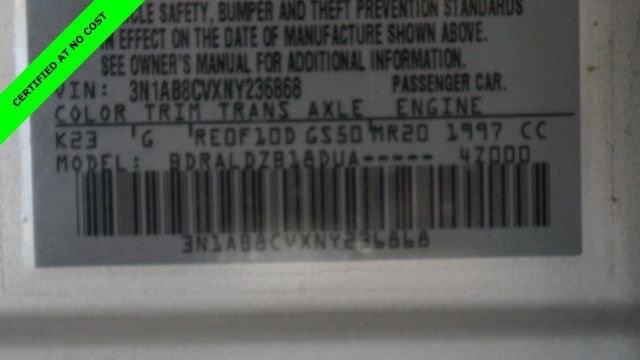 CERTIFIED AT NO COST
VEHICLE SAFETY, BUMPER AND THEFT PREVENTION STANDARDS
IN EFFECT ON THE DATE OF MANUFACTURE SHOWN ABOVE.
SEE OWNER'S MANUAL FOR ADDITIONAL INFORMATION.
VIN: 3N1AB8CVXNY236868 PASSENGER CAR.
COLOR TRIM TRANS AXLE ENGINE
K23 G RE0F10D GS50 MR20 1997 CC
MODEL: BDRALDZB18DUA----- 4Z000
3N1AB8CVXNY236868